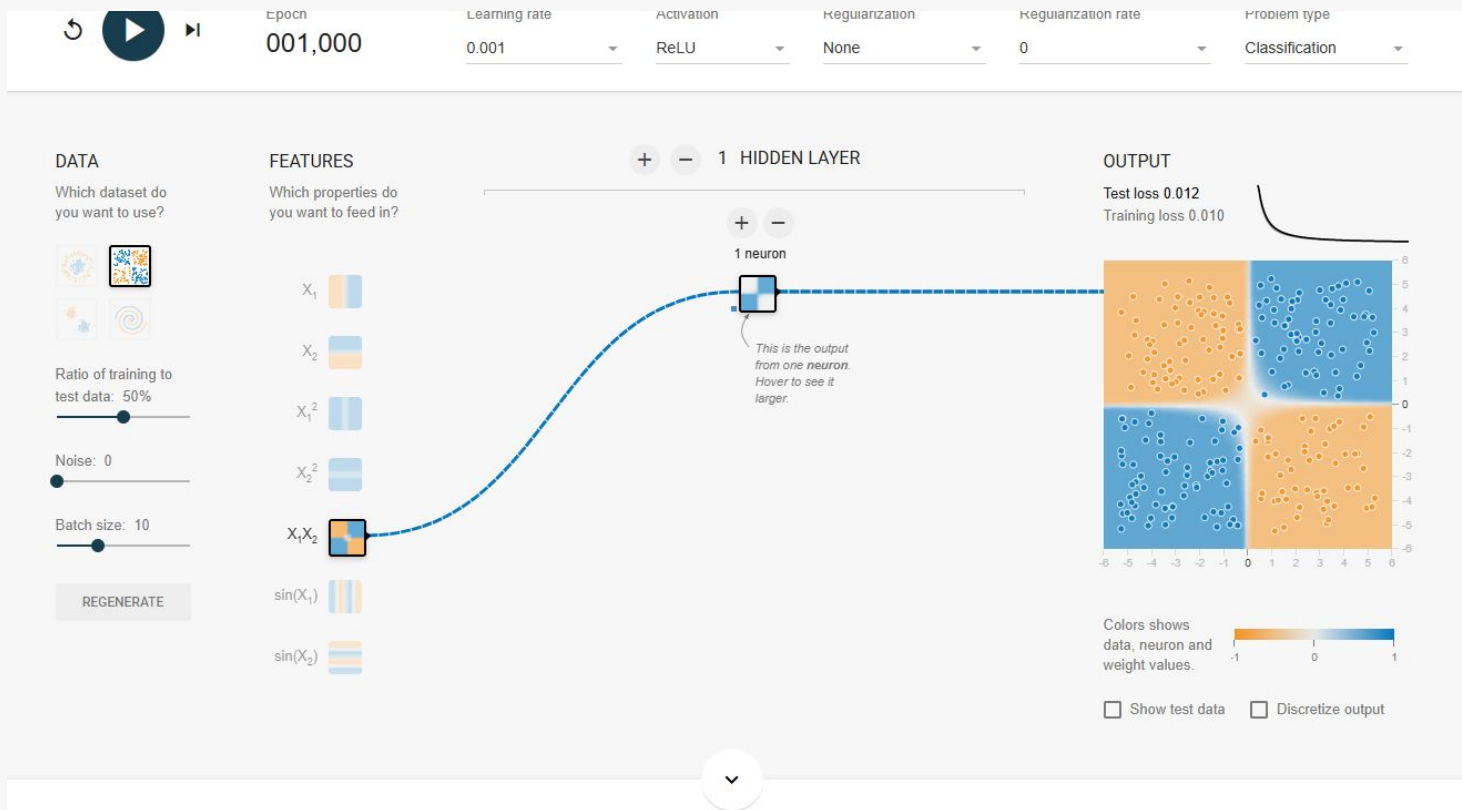 Epoch
001,000
Learning rate
0.001
Activation
ReLU
Regularization
None
Regularization rate
0
Problem type
Classification
DATA
Which dataset do
you want to use?
Ratio of training to
test data: 50%
Noise: 0
Batch size: 10
REGENERATE
FEATURES
Which properties do
you want to feed in?
X₁
X₂
X₁²
X₂²
X₁X₂
sin(X₁)
sin(X₂)
+ − 1 HIDDEN LAYER
+ −
1 neuron
This is the output
from one neuron.
Hover to see it
larger.
OUTPUT
Test loss 0.012
Training loss 0.010
6
5
4
3
2
1
0
-1
-2
-3
-4
-5
-6
-6 -5 -4 -3 -2 -1 0 1 2 3 4 5 6
Colors shows
data, neuron and
weight values.
-1 0 1
Show test data
Discretize output